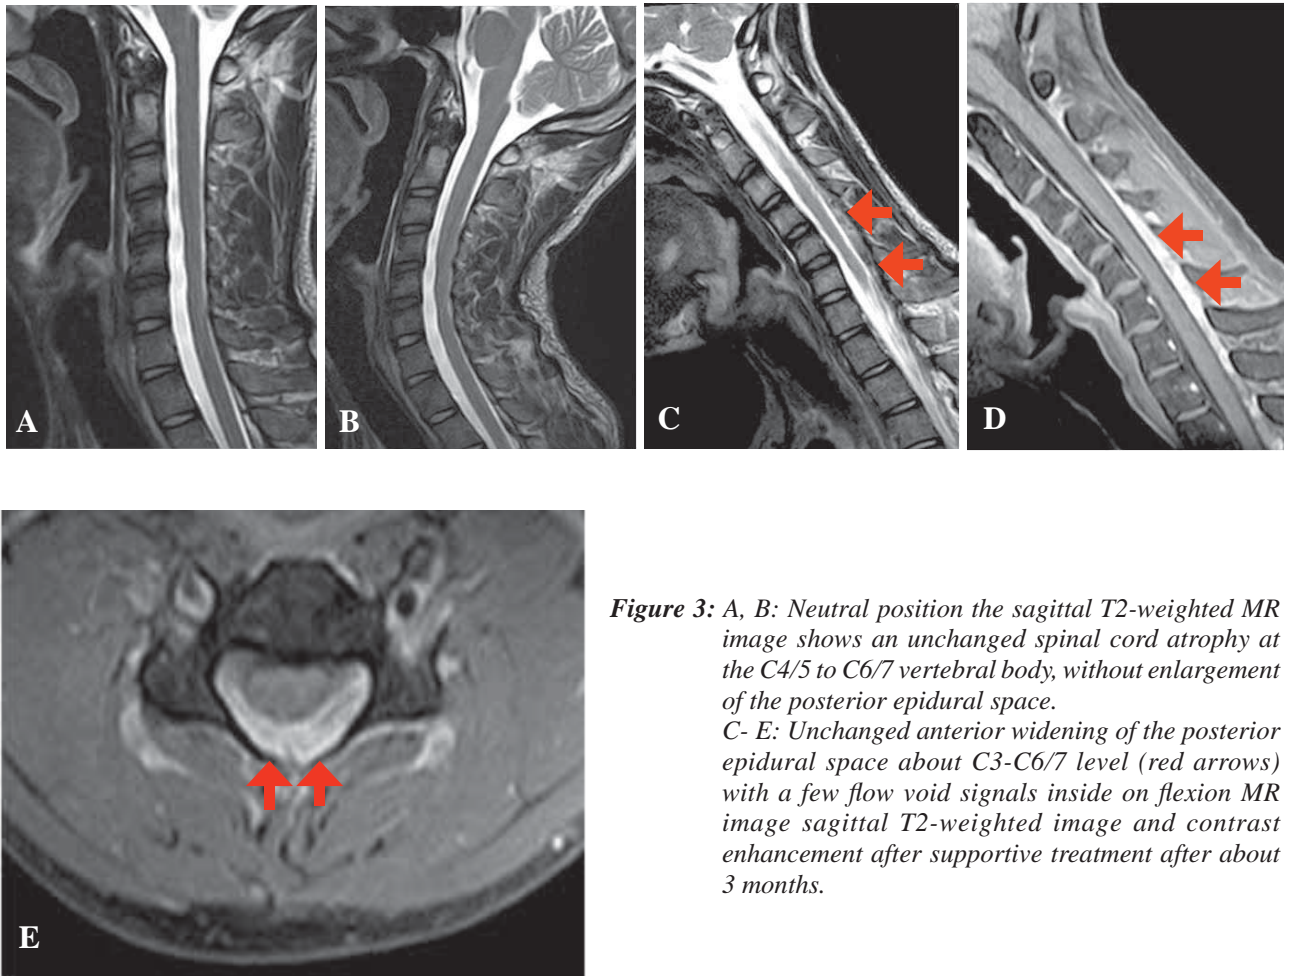 A
B
C
D
E
Figure 3: A, B: Neutral position the sagittal T2-weighted MR
image shows an unchanged spinal cord atrophy at
the C4/5 to C6/7 vertebral body, without enlargement
of the posterior epidural space.
C- E: Unchanged anterior widening of the posterior
epidural space about C3-C6/7 level (red arrows)
with a few flow void signals inside on flexion MR
image sagittal T2-weighted image and contrast
enhancement after supportive treatment after about
3 months.